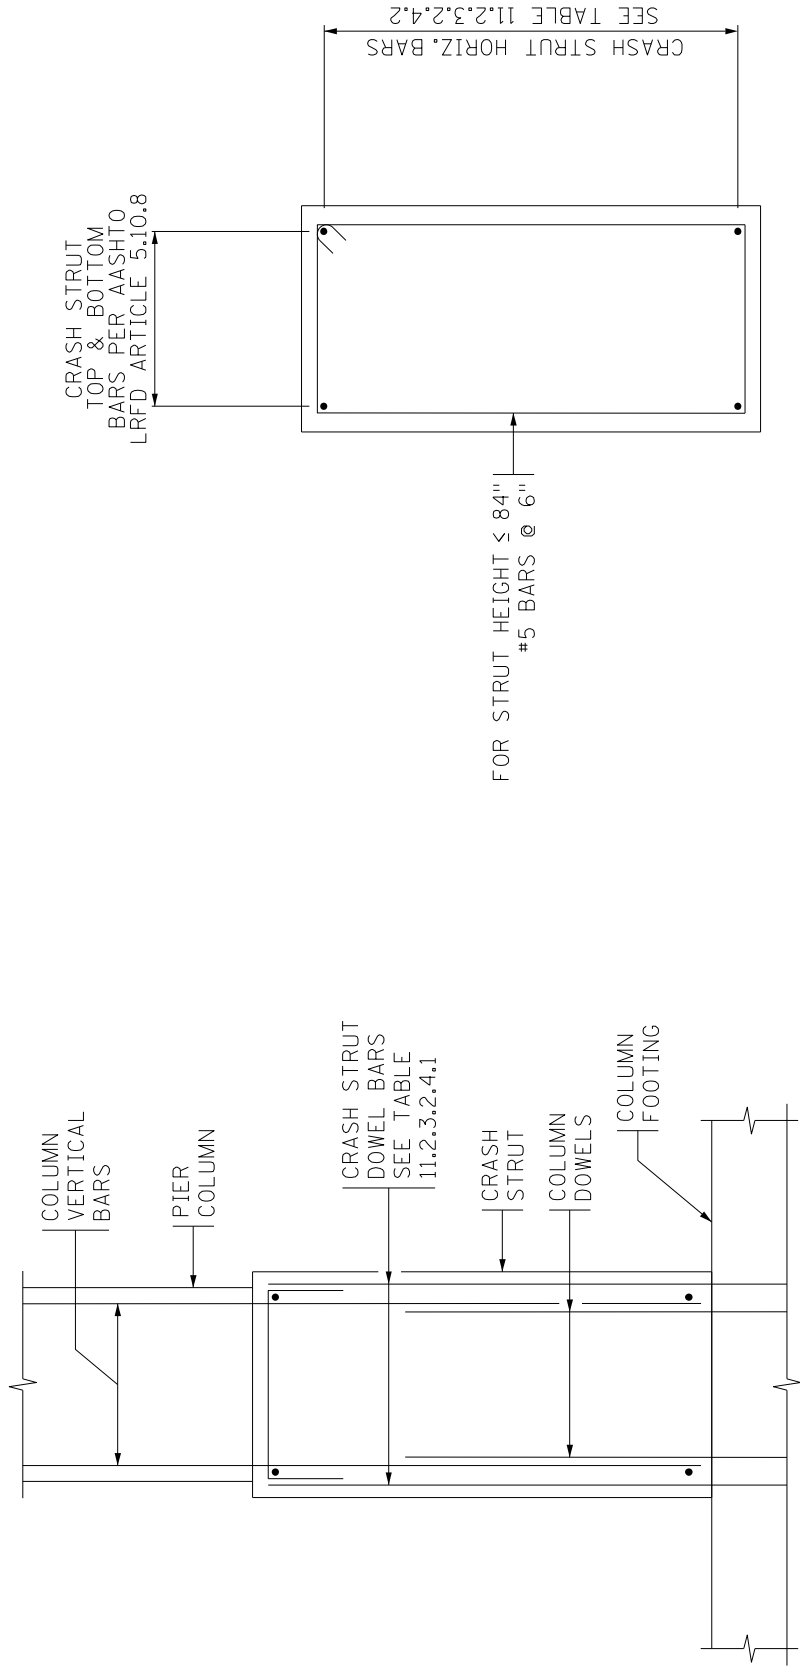 COLUMN
VERTICAL
BARS
PIER
COLUMN
CRASH STRUT
DOWEL BARS
SEE TABLE
11.2.3.2.4.1
CRASH
STRUT
COLUMN
DOWELS
COLUMN
FOOTING
CRASH STRUT
TOP & BOTTOM
BARS PER AASHTO
LRFD ARTICLE 5.10.8
CRASH STRUT HORIZ. BARS
SEE TABLE 11.2.3.2.4.2
FOR STRUT HEIGHT ≤ 84"
#5 BARS @ 6"